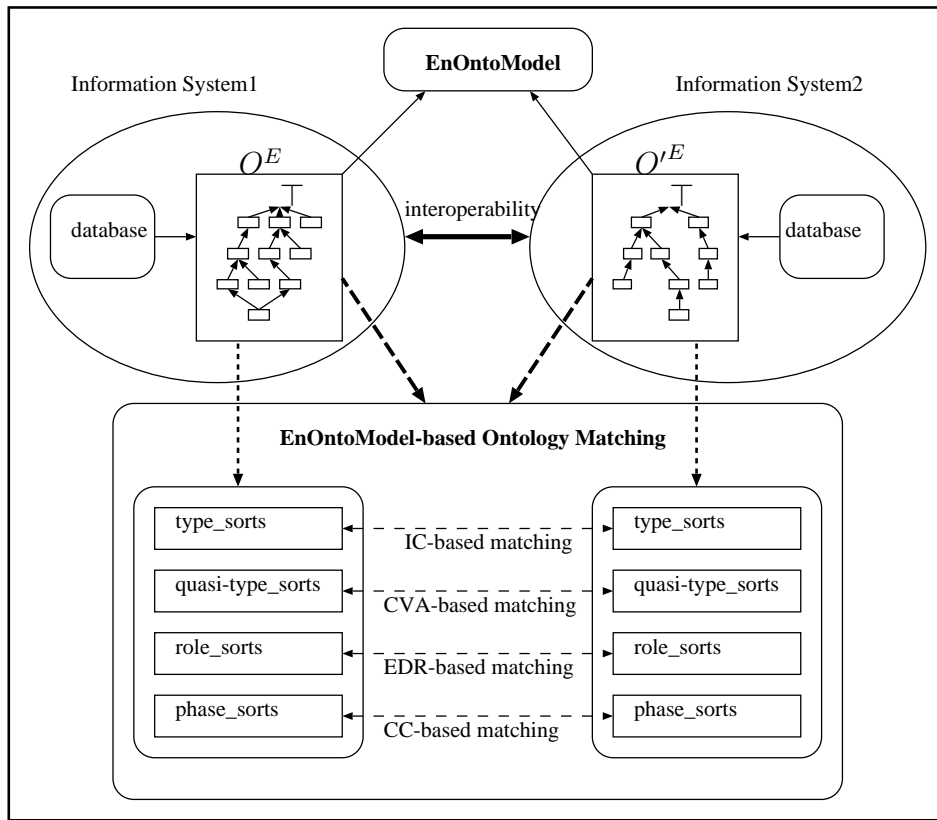 EnOntoModel
Information System1
Information System2
O^E
O'^E
database
interoperability
database
EnOntoModel-based Ontology Matching
type_sorts
type_sorts
IC-based matching
quasi-type_sorts
quasi-type_sorts
CVA-based matching
role_sorts
role_sorts
EDR-based matching
phase_sorts
phase_sorts
CC-based matching